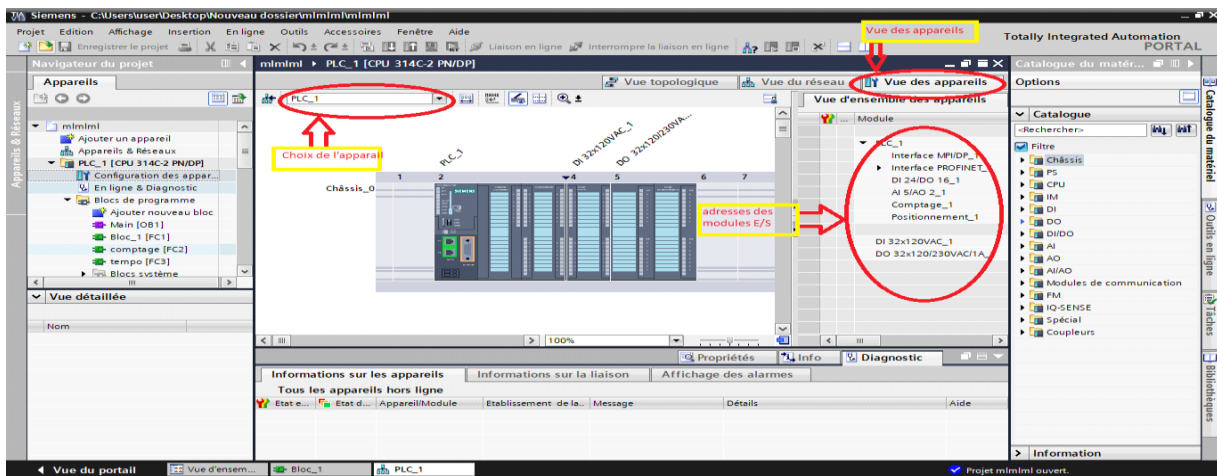 Siemens - C:\Users\user\Desktop\Nouveau dossier\mlmlml\mlmlml
Projet Edition Affichage Insertion En ligne Outils Accessoires Fenêtre Aide
Vue des appareils
Totally Integrated Automation
PORTAL
Enregistrer le projet
Liaison en ligne
Interrompre la liaison en ligne
Navigateur du projet
mlmlml ▸ PLC_1 [CPU 314C-2 PN/DP]
Catalogue du matér...
Appareils
Vue topologique
Vue du réseau
Vue des appareils
Options
PLC_1
Vue d'ensemble des appareils
Catalogue
... Module
<Rechercher>
Filtre
mlmlml
Ajouter un appareil
Appareils & Réseaux
PLC_1 [CPU 314C-2 PN/DP]
Configuration des appar...
En ligne & Diagnostic
Blocs de programme
Ajouter nouveau bloc
Main [OB1]
Bloc_1 [FC1]
comptage [FC2]
tempo [FC3]
Blocs système
Choix de l'apparail
PLC_1
DI 32x120VAC_1
DO 32x120/230VA...
Châssis_0
1 2 4 5 6 7
SIEMENS
adresses des
modules E/S
PLC_1
Interface MPI/DP_1
Interface PROFINET_
DI 24/DO 16_1
AI 5/AO 2_1
Comptage_1
Positionnement_1
DI 32x120VAC_1
DO 32x120/230VAC/1A_
Châssis
PS
CPU
IM
DI
DO
DI/DO
AI
AO
AI/AO
Modules de communication
FM
IQ-SENSE
Spécial
Coupleurs
Appareils & Réseaux
Catalogue du matériel
Outils en ligne
Tâches
Bibliothèques
Vue détaillée
Nom
100%
Propriétés
Info
Diagnostic
Informations sur les appareils
Informations sur la liaison
Affichage des alarmes
Tous les appareils hors ligne
Etat e... Etat d... Appareil/Module Etablissement de la... Message Détails Aide
Information
Vue du portail
Vue d'ensem...
Bloc_1
PLC_1
Projet mlmlml ouvert.